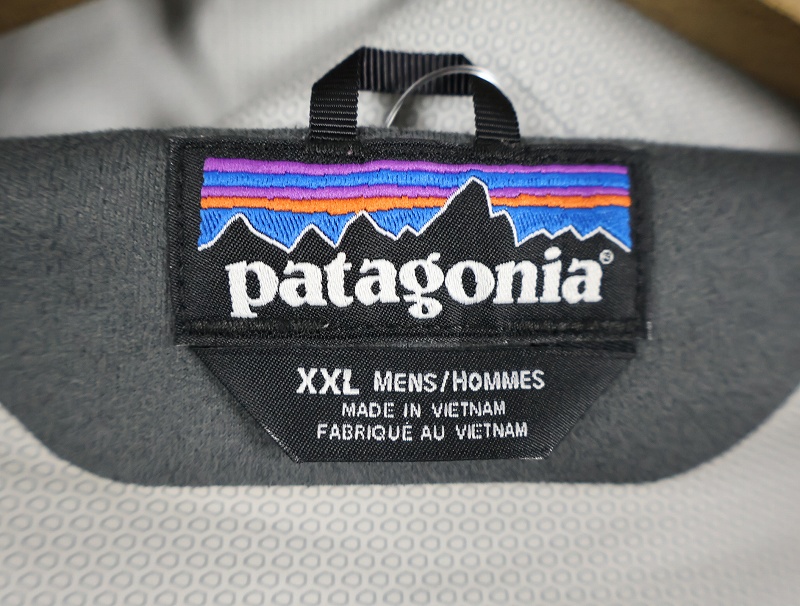 patagonia®
XXL MENS/HOMMES
MADE IN VIETNAM
FABRIQUÉ AU VIETNAM